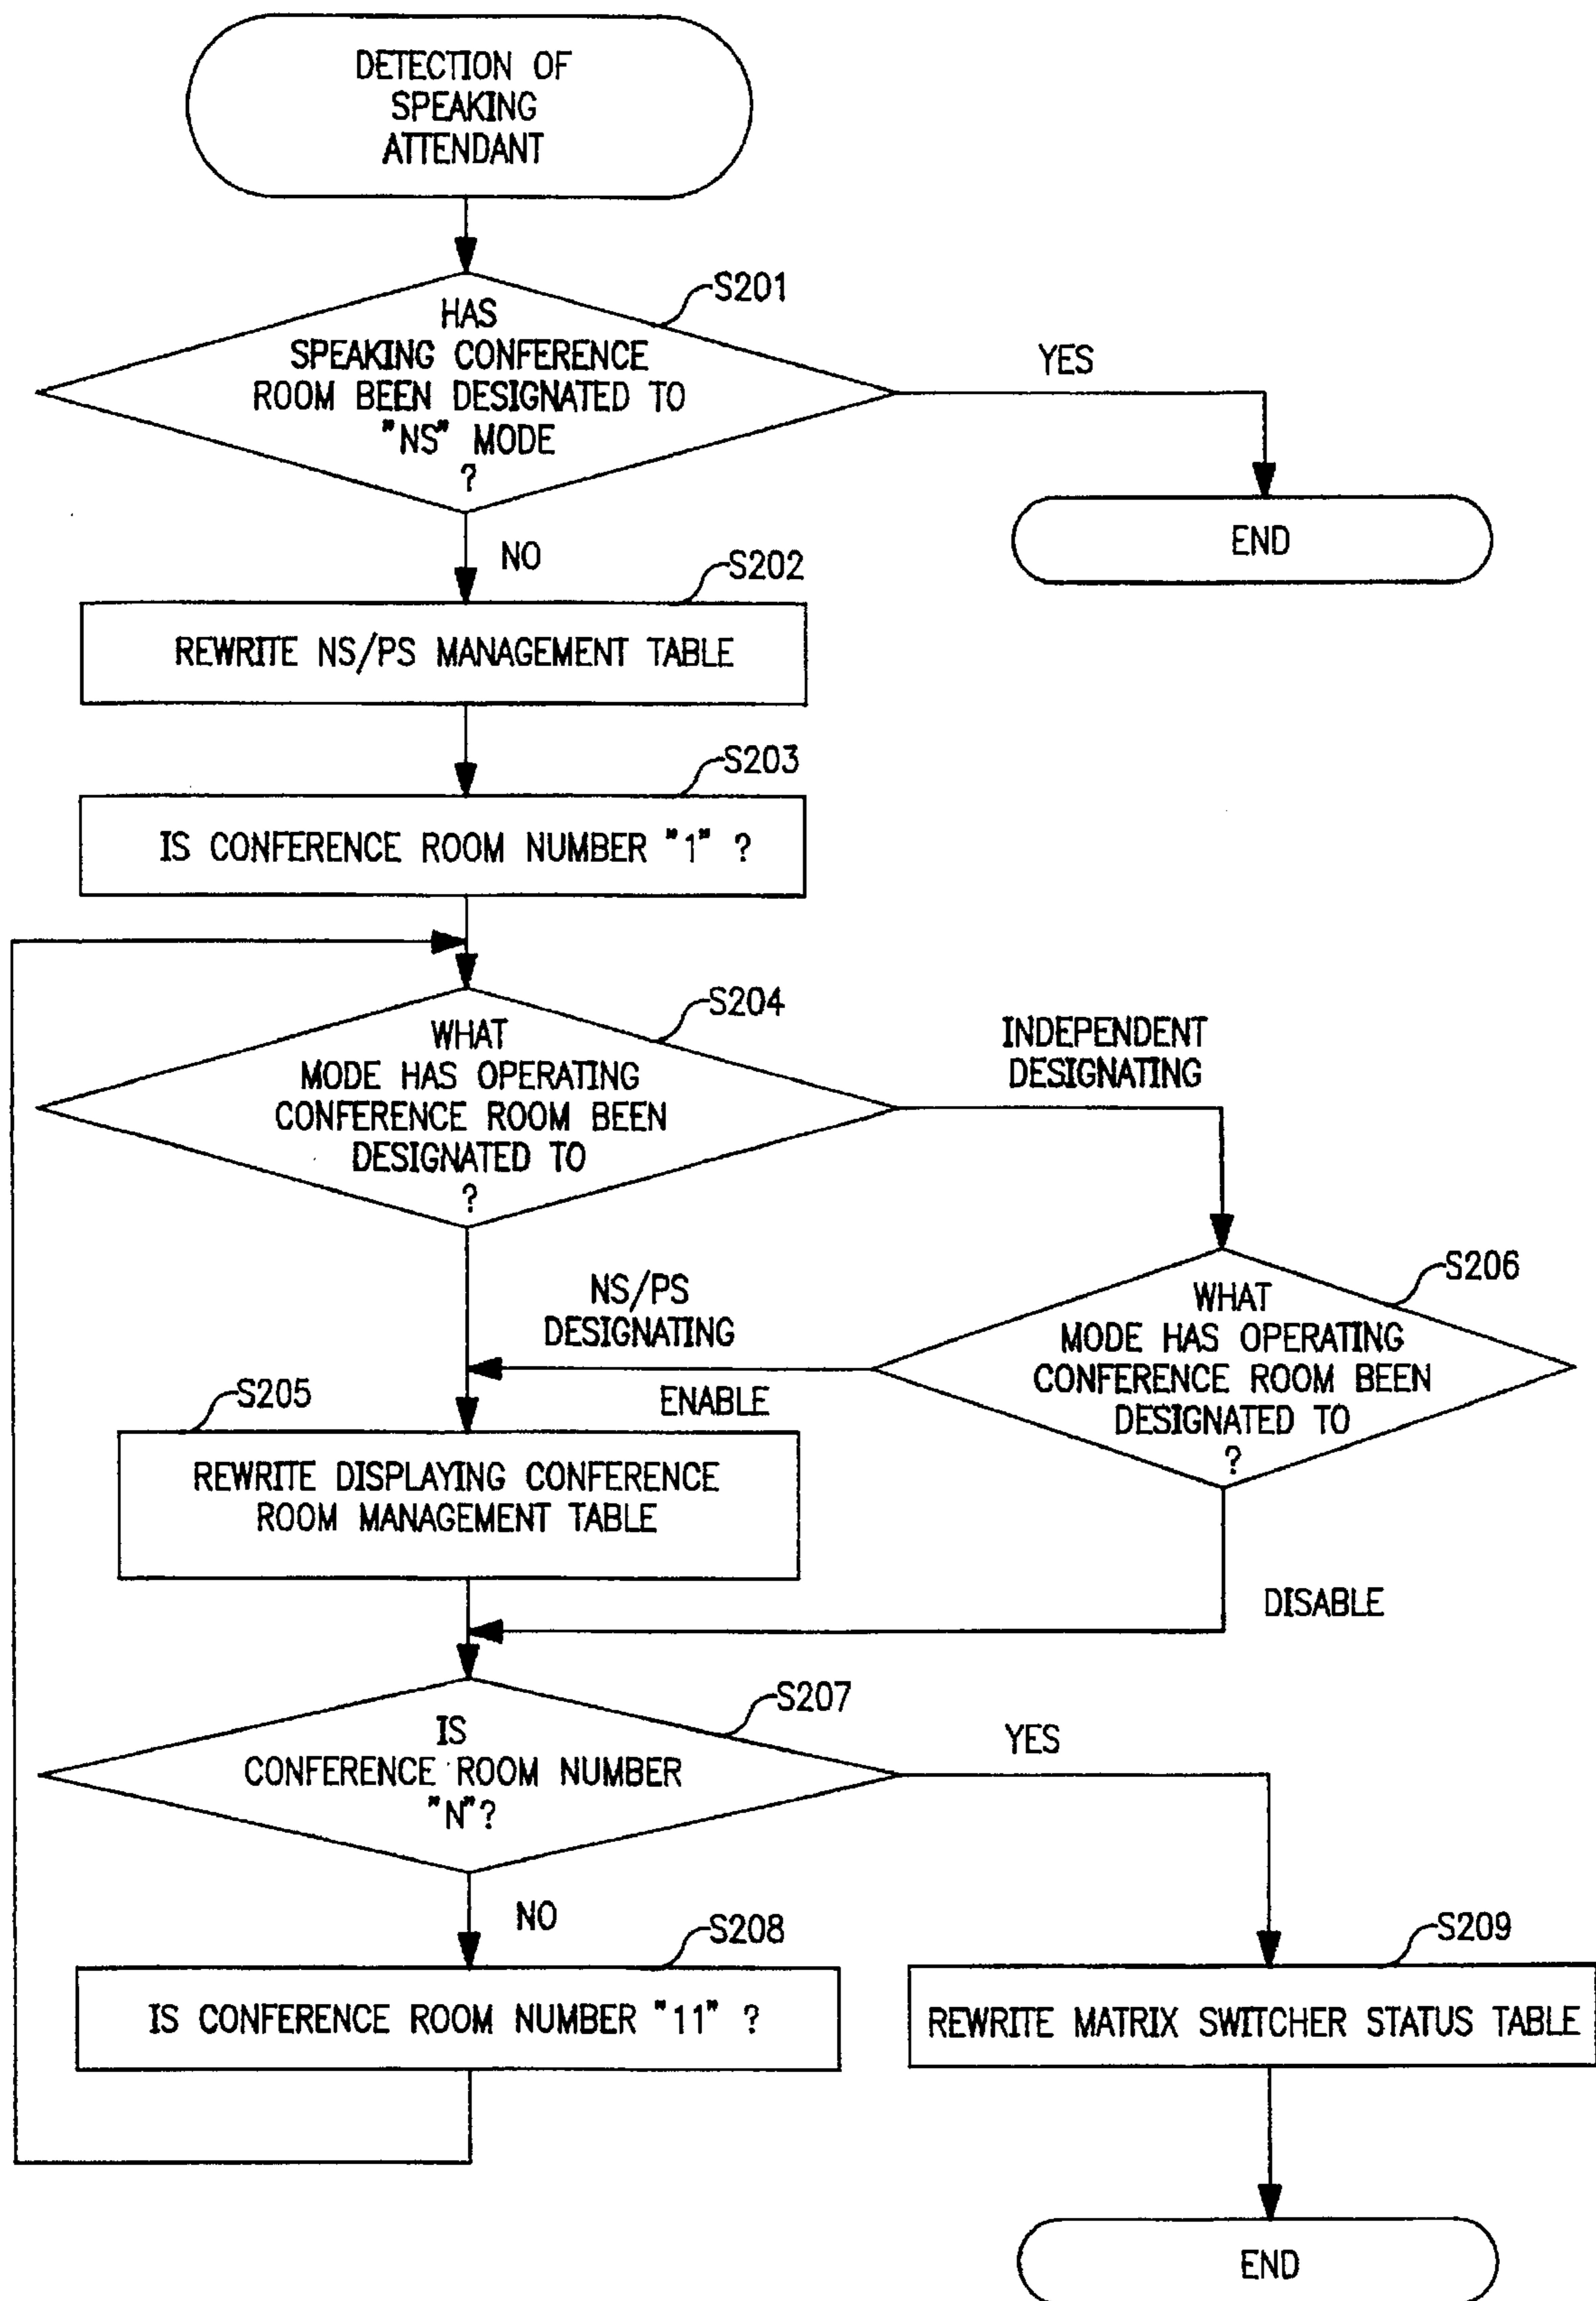 DETECTION OF
SPEAKING
ATTENDANT
S201
HAS
SPEAKING CONFERENCE
ROOM BEEN DESIGNATED TO
"NS" MODE
?
YES
END
NO
S202
REWRITE NS/PS MANAGEMENT TABLE
S203
IS CONFERENCE ROOM NUMBER "1" ?
S204
WHAT
MODE HAS OPERATING
CONFERENCE ROOM BEEN
DESIGNATED TO
?
INDEPENDENT
DESIGNATING
S206
WHAT
MODE HAS OPERATING
CONFERENCE ROOM BEEN
DESIGNATED TO
?
NS/PS
DESIGNATING
ENABLE
S205
REWRITE DISPLAYING CONFERENCE
ROOM MANAGEMENT TABLE
DISABLE
S207
IS
CONFERENCE ROOM NUMBER
"N"?
YES
NO
S208
IS CONFERENCE ROOM NUMBER "11" ?
S209
REWRITE MATRIX SWITCHER STATUS TABLE
END